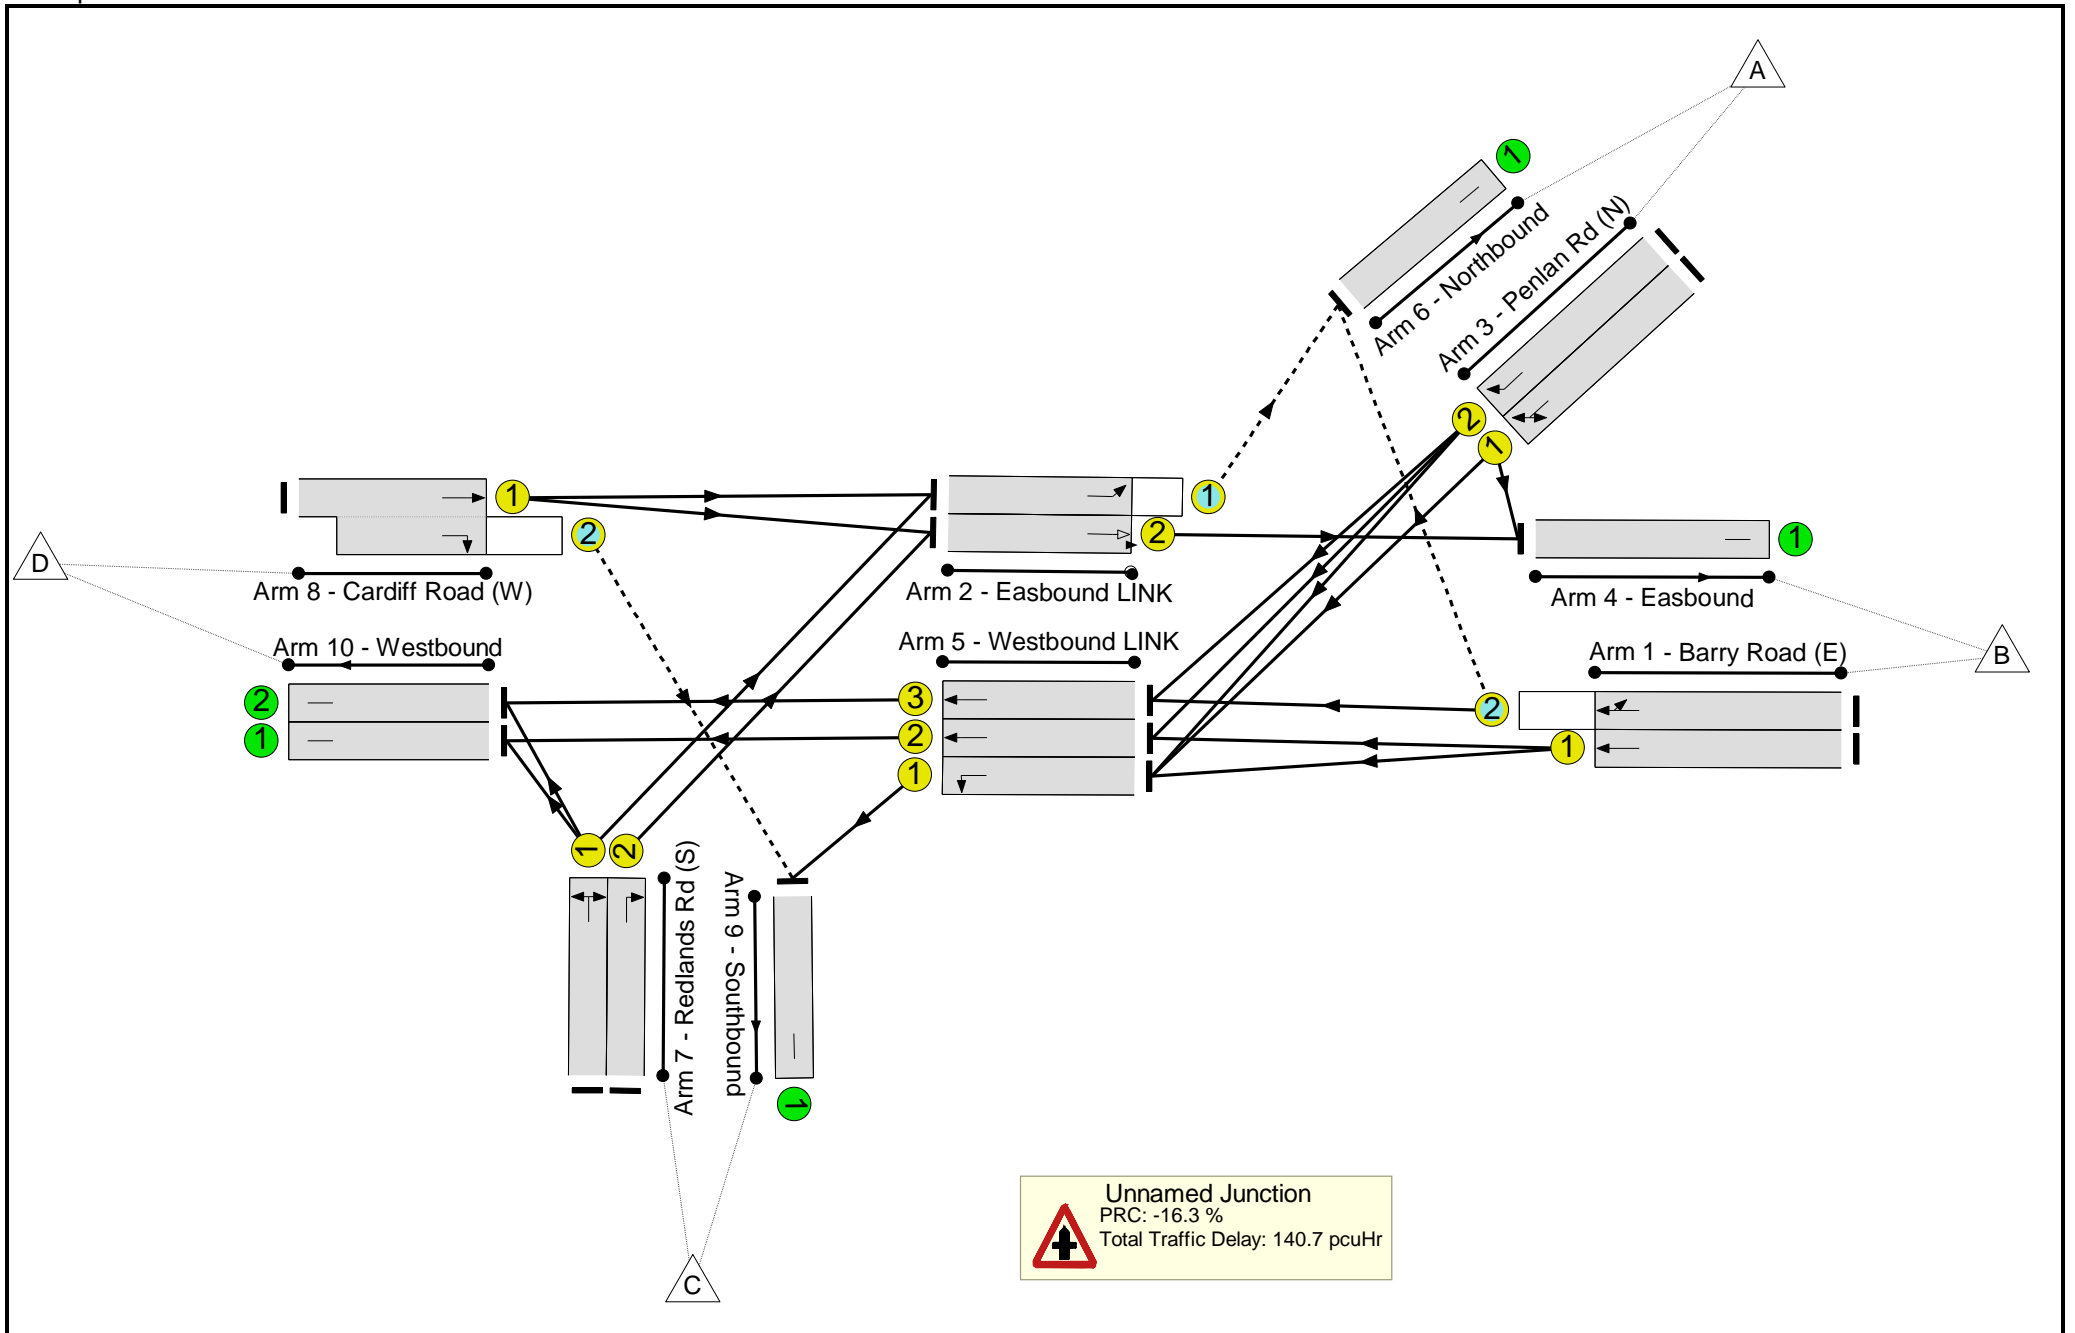 A
1
Arm 6 - Northbound
Arm 3 - Penlan Rd (N)
2
1
1
2
1
2
1
D
Arm 8 - Cardiff Road (W)
Arm 2 - Easbound LINK
Arm 4 - Easbound
B
Arm 10 - Westbound
Arm 5 - Westbound LINK
Arm 1 - Barry Road (E)
2
1
3
2
1
2
1
1
2
Arm 7 - Redlands Rd (S)
Arm 9 - Southbound
1
C
Unnamed Junction
PRC: -16.3 %
Total Traffic Delay: 140.7 pcuHr